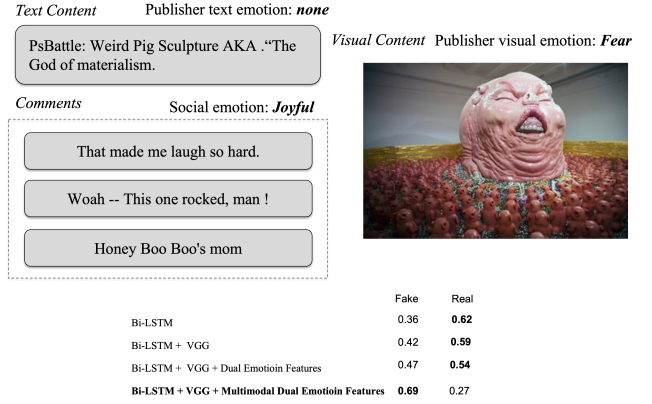 Text Content
Publisher text emotion: none
PsBattle: Weird Pig Sculpture AKA .“The
God of materialism.
Visual Content Publisher visual emotion: Fear
Comments
Social emotion: Joyful
That made me laugh so hard.
Woah -- This one rocked, man !
Honey Boo Boo's mom
Fake Real
Bi-LSTM 0.36 0.62
Bi-LSTM + VGG 0.42 0.59
Bi-LSTM + VGG + Dual Emotioin Features 0.47 0.54
Bi-LSTM + VGG + Multimodal Dual Emotioin Features 0.69 0.27